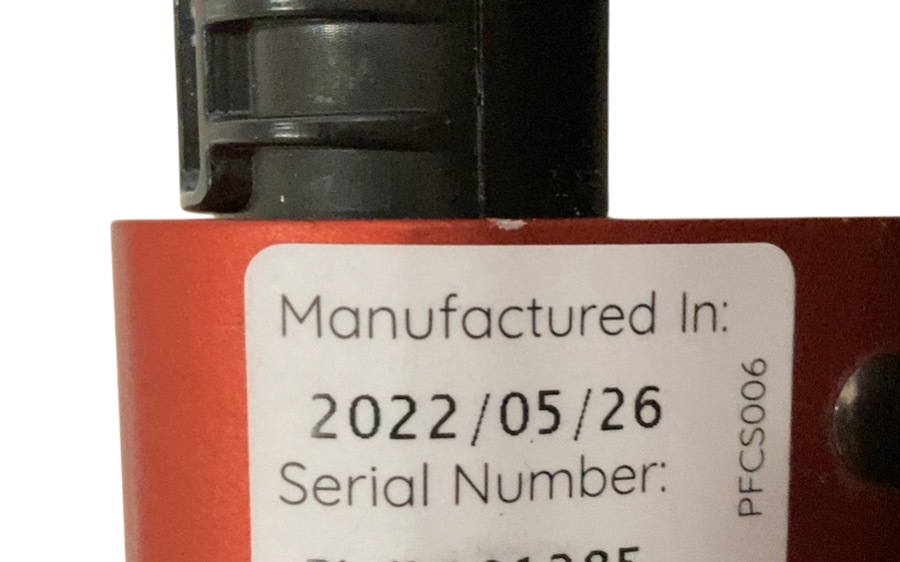 Manufactured In:
2022/05/26
Serial Number:
PFCS006